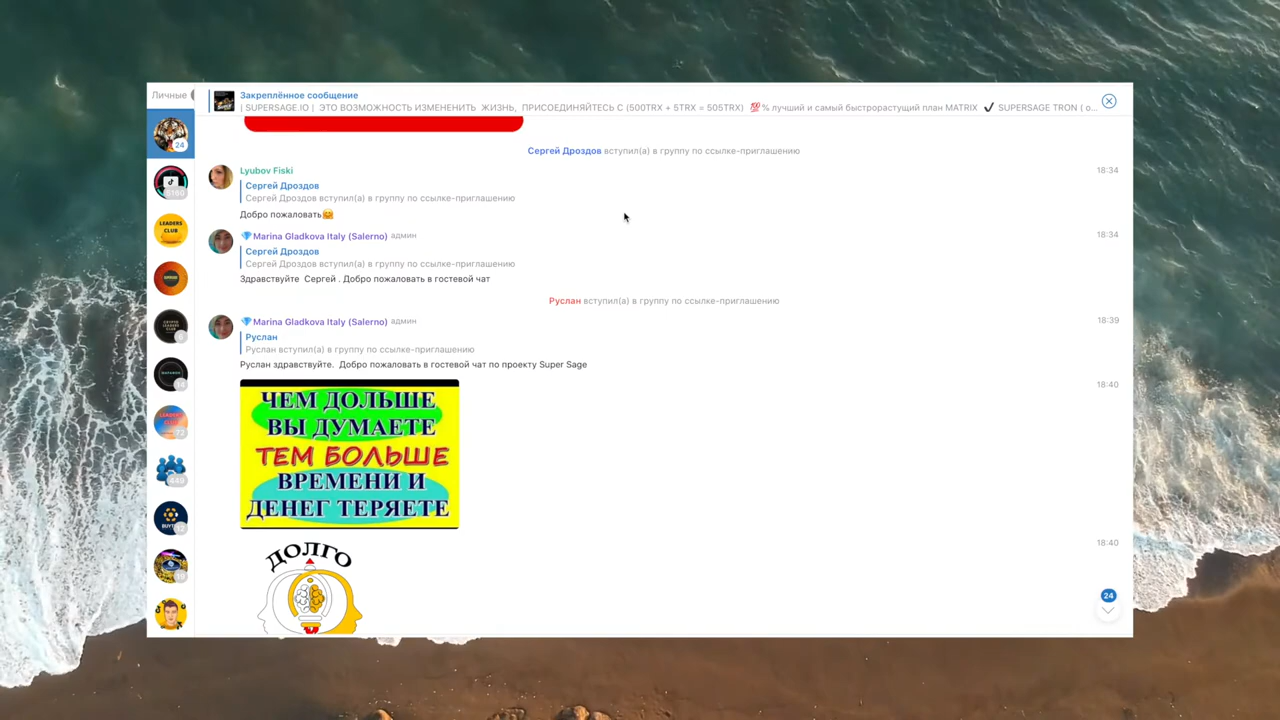 Личные
Закреплённое сообщение
| SUPERSAGE.IO | ЭТО ВОЗМОЖНОСТЬ ИЗМЕНЕНИТЬ ЖИЗНЬ, ПРИСОЕДИНЯЙТЕСЬ С (500TRX + 5TRX = 505TRX) 💯% лучший и самый быстрорастущий план MATRIX ✔️ SUPERSAGE TRON ( о...
Сергей Дроздов вступил(а) в группу по ссылке-приглашению
Lyubov Fiski
18:34
Сергей Дроздов
Сергей Дроздов вступил(а) в группу по ссылке-приглашению
Добро пожаловать🤗
💎Marina Gladkova Italy (Salerno) админ
18:34
Сергей Дроздов
Сергей Дроздов вступил(а) в группу по ссылке-приглашению
Здравствуйте Сергей . Добро пожаловать в гостевой чат
Руслан вступил(а) в группу по ссылке-приглашению
💎Marina Gladkova Italy (Salerno) админ
18:39
Руслан
Руслан вступил(а) в группу по ссылке-приглашению
Руслан здравствуйте. Добро пожаловать в гостевой чат по проекту Super Sage
18:40
ЧЕМ ДОЛЬШЕ
ВЫ ДУМАЕТЕ
ТЕМ БОЛЬШЕ
ВРЕМЕНИ И
ДЕНЕГ ТЕРЯЕТЕ
18:40
ДОЛГО
24
24
LEADERS
CLUB
449